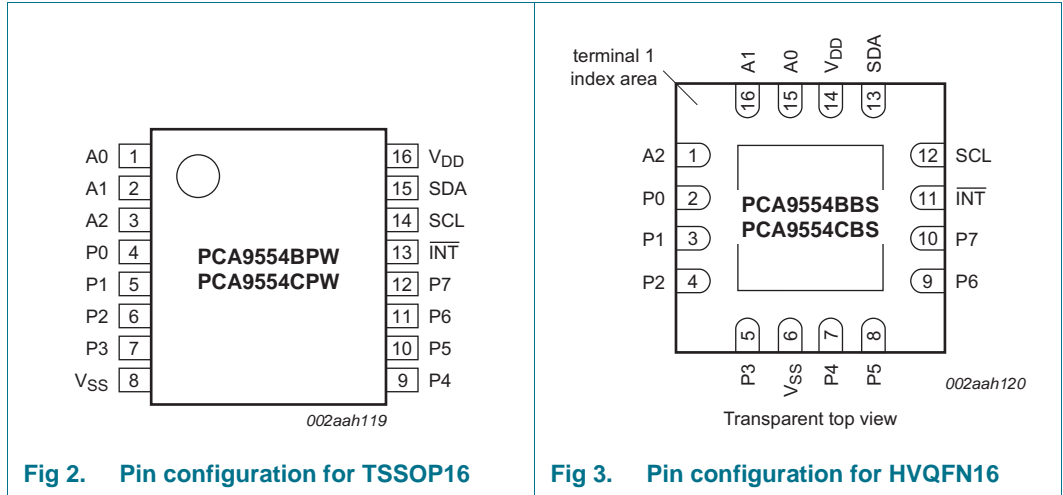 A0 1
A1 2
A2 3
P0 4
P1 5
P2 6
P3 7
VSS 8
PCA9554BPW
PCA9554CPW
16 VDD
15 SDA
14 SCL
13 INT
12 P7
11 P6
10 P5
9 P4
002aah119
Fig 2. Pin configuration for TSSOP16
terminal 1
index area
A1 A0 VDD SDA
16 15 14 13
A2 1
P0 2
P1 3
P2 4
PCA9554BBS
PCA9554CBS
12 SCL
11 INT
10 P7
9 P6
5 6 7 8
P3 VSS P4 P5
002aah120
Transparent top view
Fig 3. Pin configuration for HVQFN16